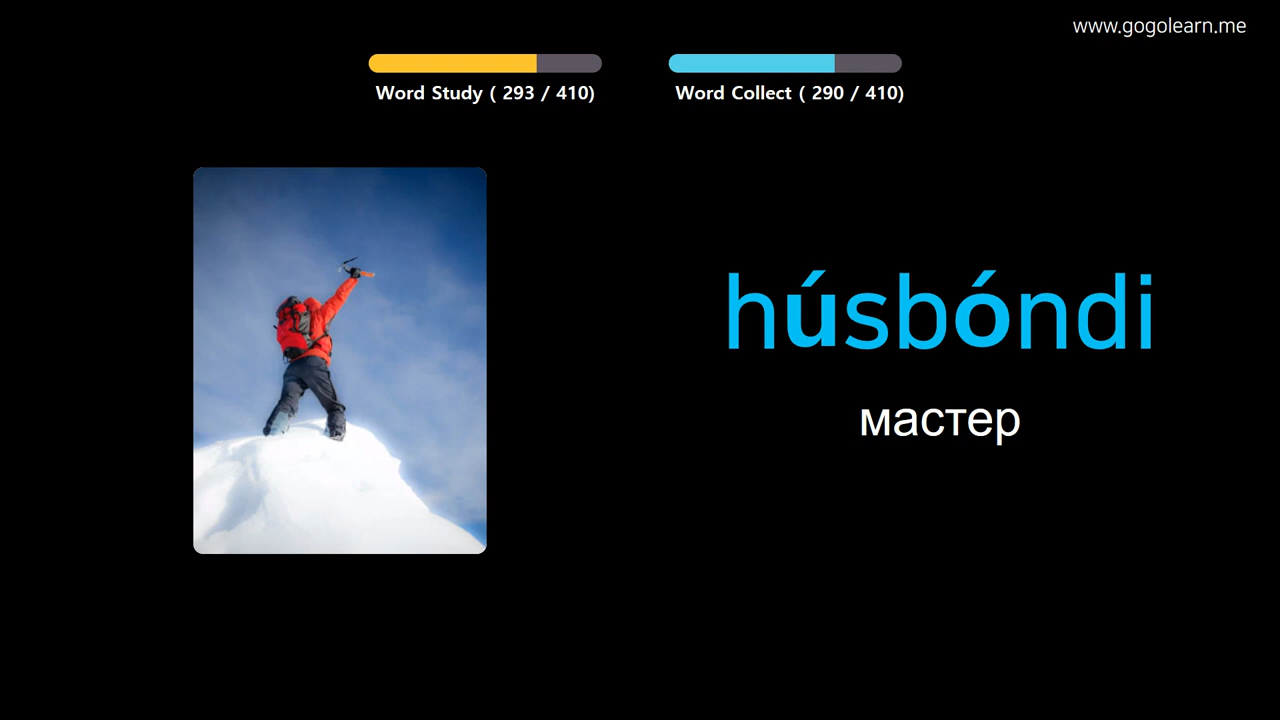 www.gogolearn.me
Word Study ( 293 / 410)
Word Collect ( 290 / 410)
húsbóndi
мастер